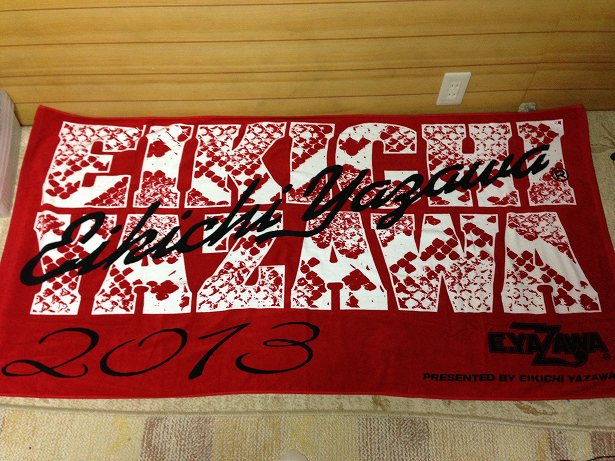 EIKICHI
Eikichi Yazawa®
YAZAWA
2013
E.YAZAWA
PRESENTED BY EIKICHI YAZAWA